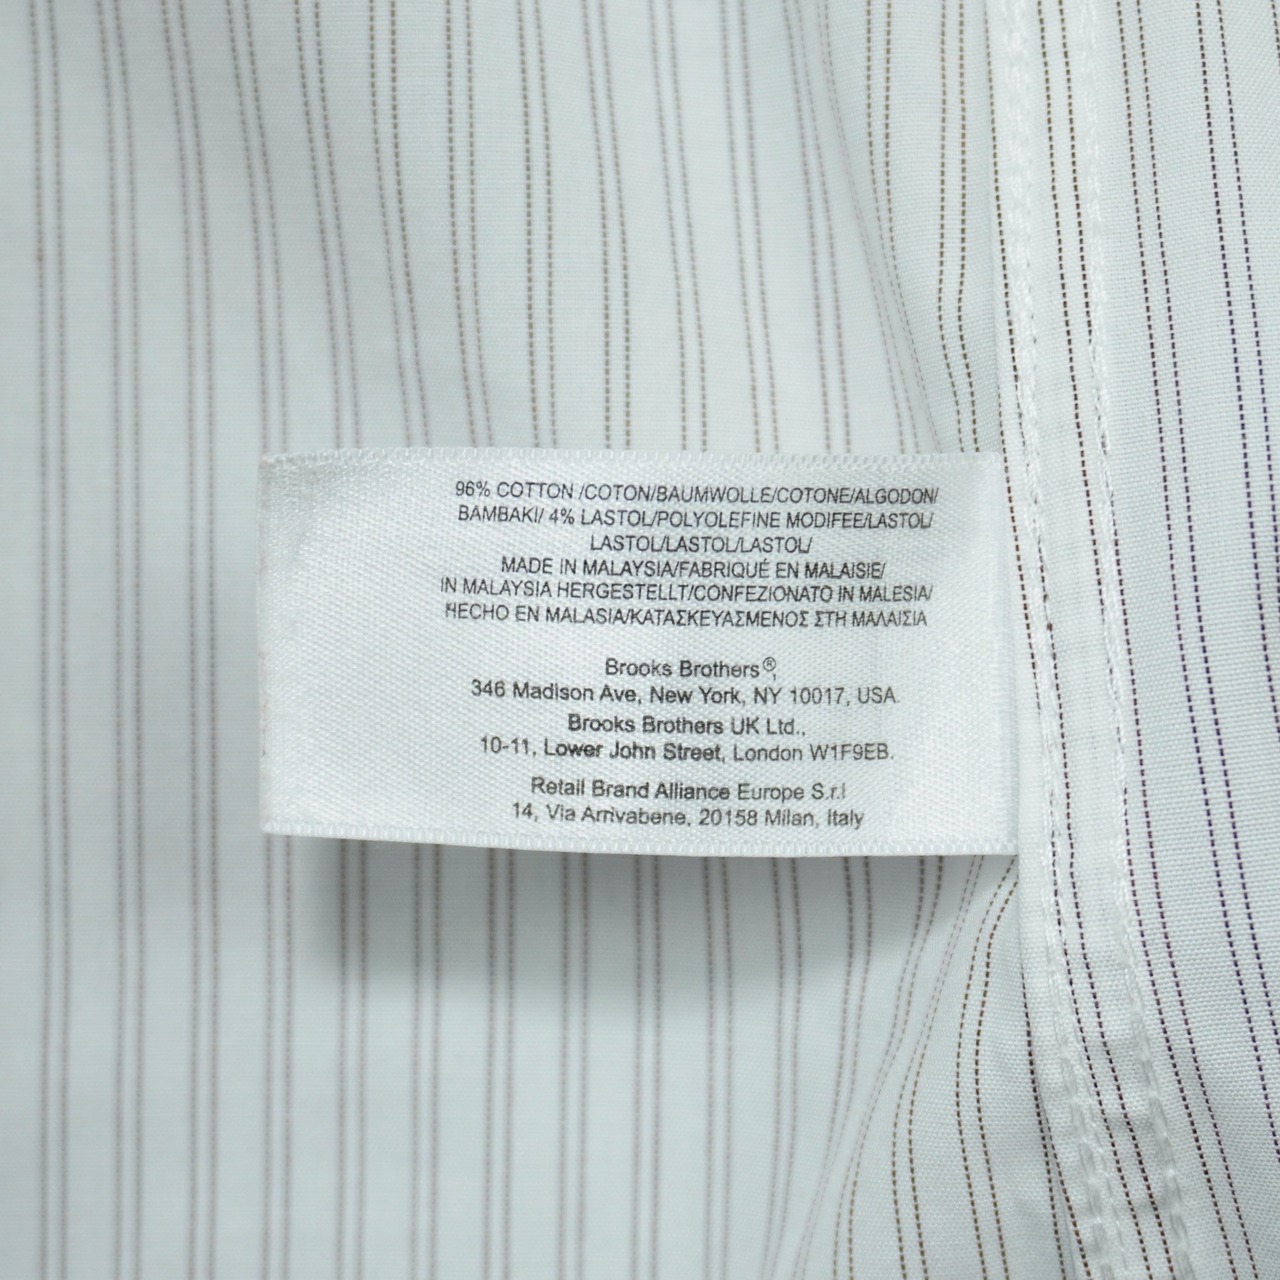 96% COTTON /COTON/BAUMWOLLE/COTONE/ALGODON/
BAMBAKI/ 4% LASTOL/POLYOLEFINE MODIFEE/LASTOL/
LASTOL/LASTOL/LASTOL/
MADE IN MALAYSIA/FABRIQUÉ EN MALAISIE/
IN MALAYSIA HERGESTELLT/CONFEZIONATO IN MALESIA/
HECHO EN MALASIA/ΚΑΤΑΣΚΕΥΑΣΜΕΝΟΣ ΣΤΗ ΜΑΛΑΙΣΙΑ
Brooks Brothers®,
346 Madison Ave, New York, NY 10017, USA.
Brooks Brothers UK Ltd.,
10-11, Lower John Street, London W1F9EB.
Retail Brand Alliance Europe S.r.l
14, Via Arrivabene, 20158 Milan, Italy